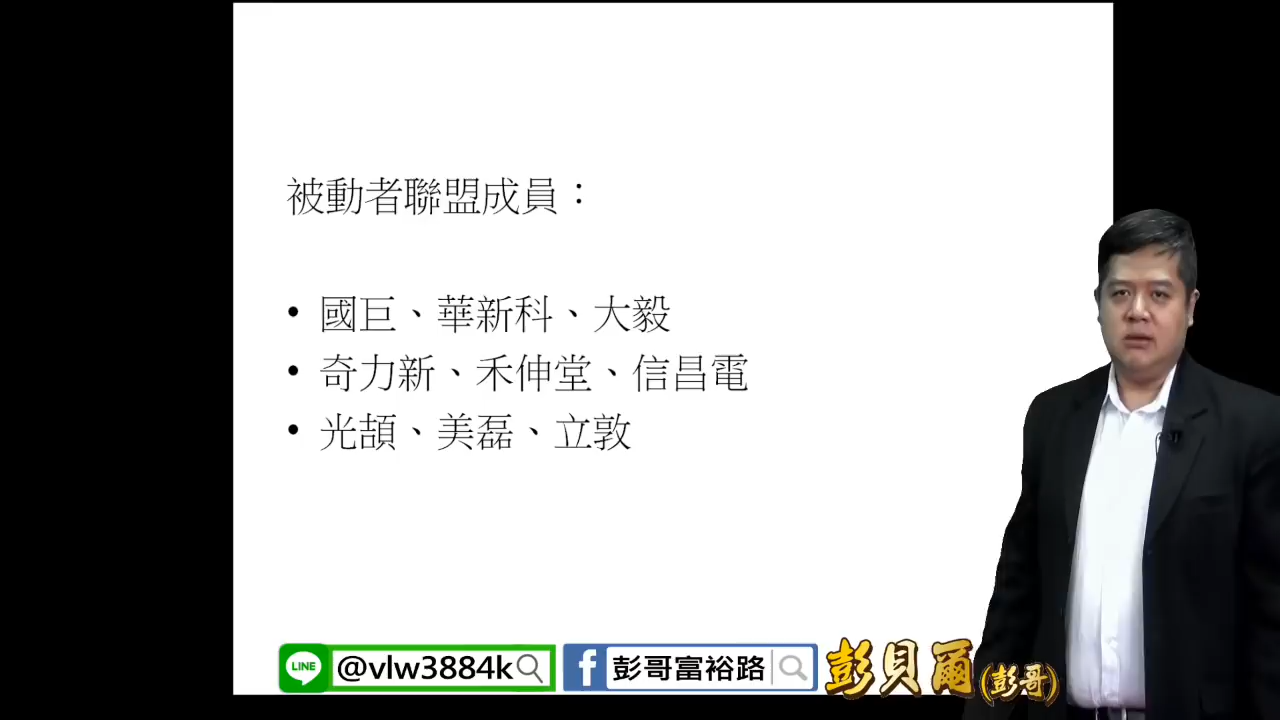 被動者聯盟成員：
• 國巨、華新科、大毅
• 奇力新、禾伸堂、信昌電
• 光頡、美磊、立敦
LINE @vlw3884k
f 彭哥富裕路
彭貝爾(彭哥)